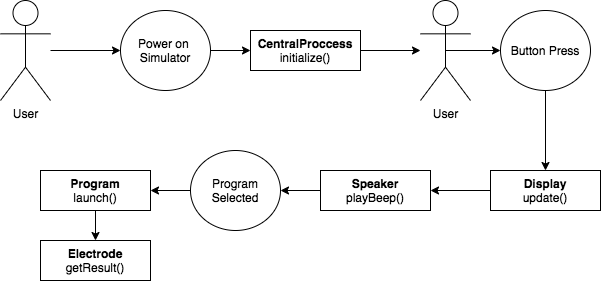 Power on
Simulator
CentralProccess
initialize()
Button Press
User
User
Program
launch()
Program
Selected
Speaker
playBeep()
Display
update()
Electrode
getResult()